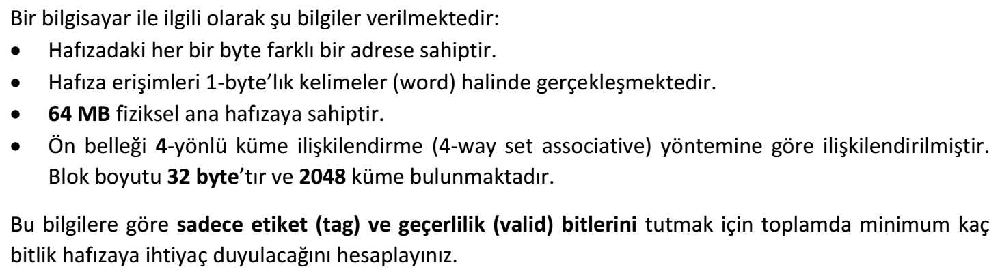 Bir bilgisayar ile ilgili olarak şu bilgiler verilmektedir:
• Hafızadaki her bir byte farklı bir adrese sahiptir.
• Hafıza erişimleri 1-byte’lık kelimeler (word) halinde gerçekleşmektedir.
• 64 MB fiziksel ana hafızaya sahiptir.
• Ön belleği 4-yönlü küme ilişkilendirme (4-way set associative) yöntemine göre ilişkilendirilmiştir.
Blok boyutu 32 byte’tır ve 2048 küme bulunmaktadır.
Bu bilgilere göre sadece etiket (tag) ve geçerlilik (valid) bitlerini tutmak için toplamda minimum kaç
bitlik hafızaya ihtiyaç duyulacağını hesaplayınız.